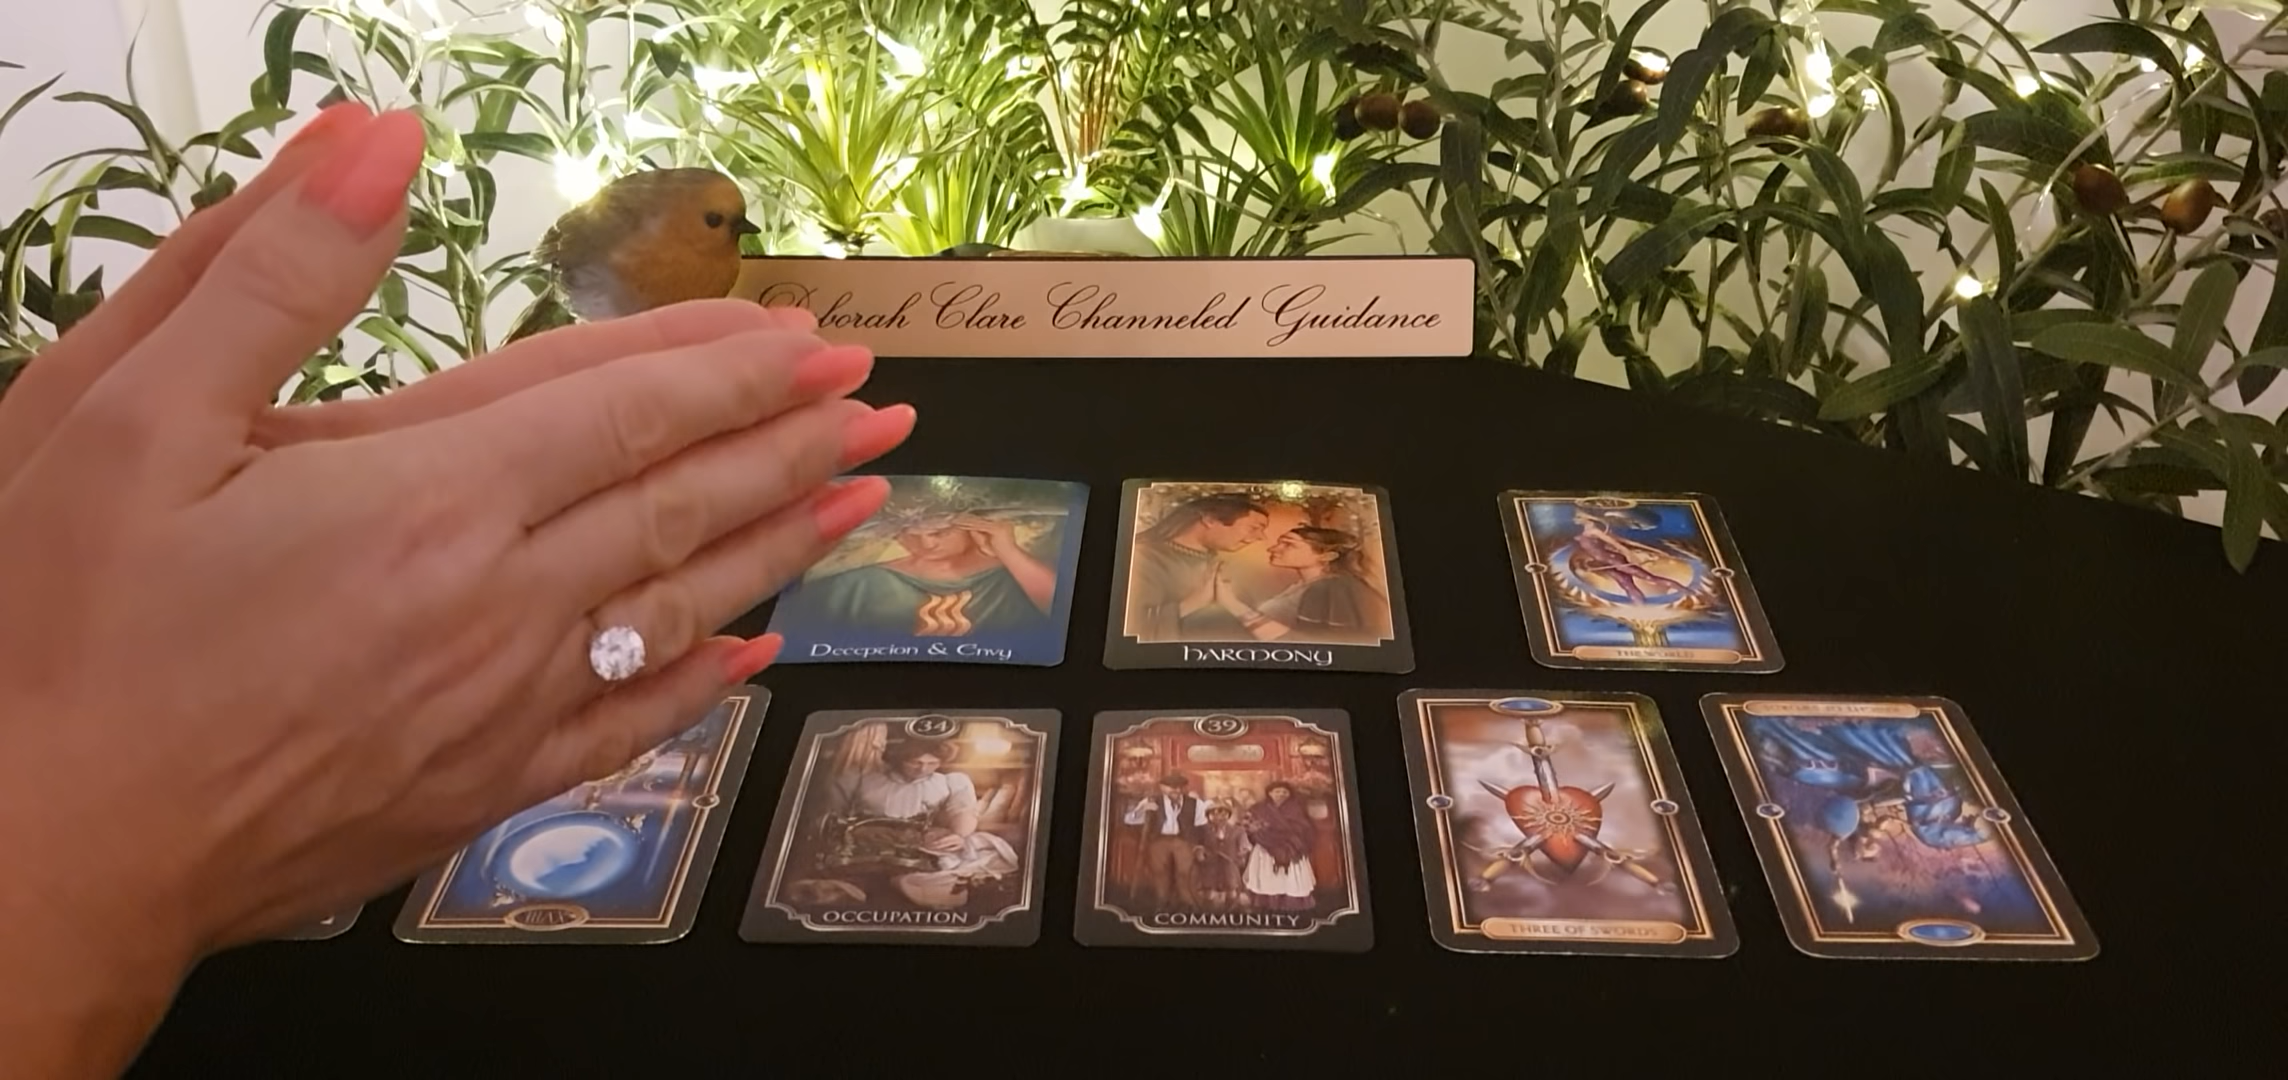 Deborah Clare Channeled Guidance
Deception & Envy
HARMONY
THE WORLD
34
OCCUPATION
39
COMMUNITY
THREE OF SWORDS